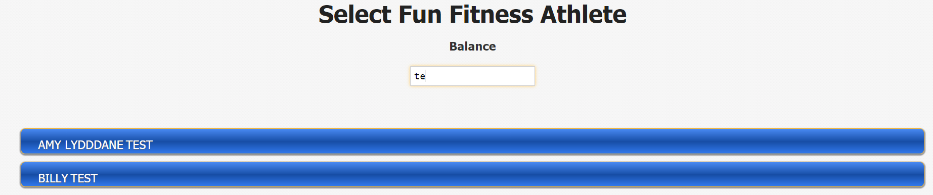 Select Fun Fitness Athlete
Balance
te
AMY LYDDDANE TEST
BILLY TEST